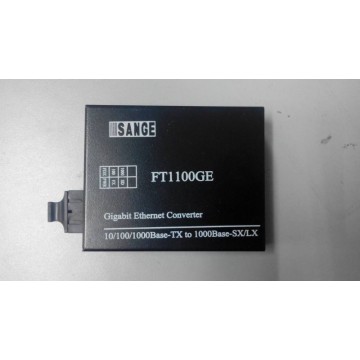 SANGE
FT1100GE
Gigabit Ethernet Converter
10/100/1000Base-TX to 1000Base-SX/LX